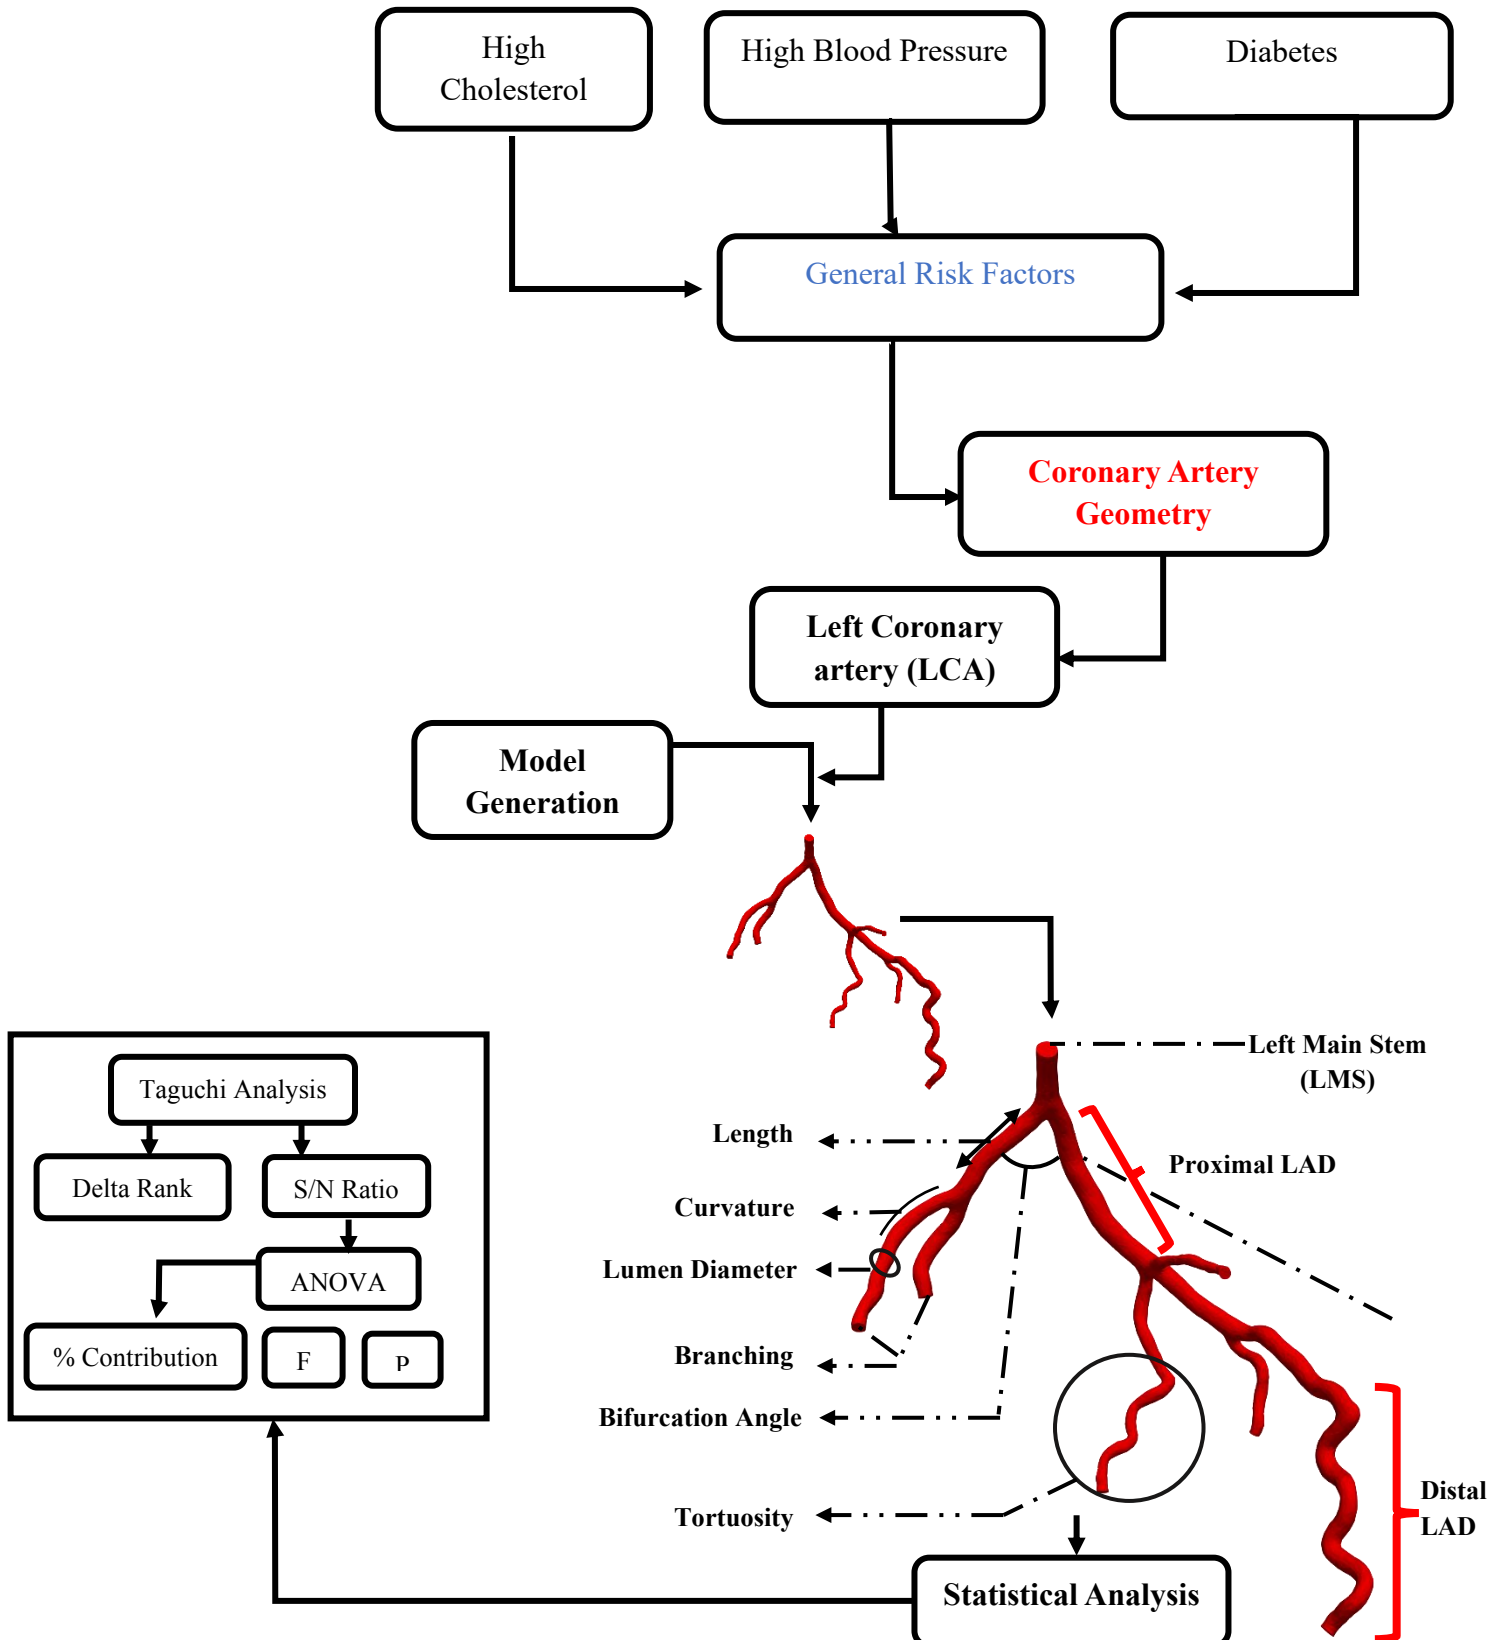 High
Cholesterol
High Blood Pressure
Diabetes
General Risk Factors
Coronary Artery
Geometry
Left Coronary
artery (LCA)
Model
Generation
Left Main Stem
(LMS)
Length
Proximal LAD
Curvature
Lumen Diameter
Branching
Bifurcation Angle
Tortuosity
Distal
LAD
Statistical Analysis
Taguchi Analysis
Delta Rank
S/N Ratio
ANOVA
% Contribution
F
P